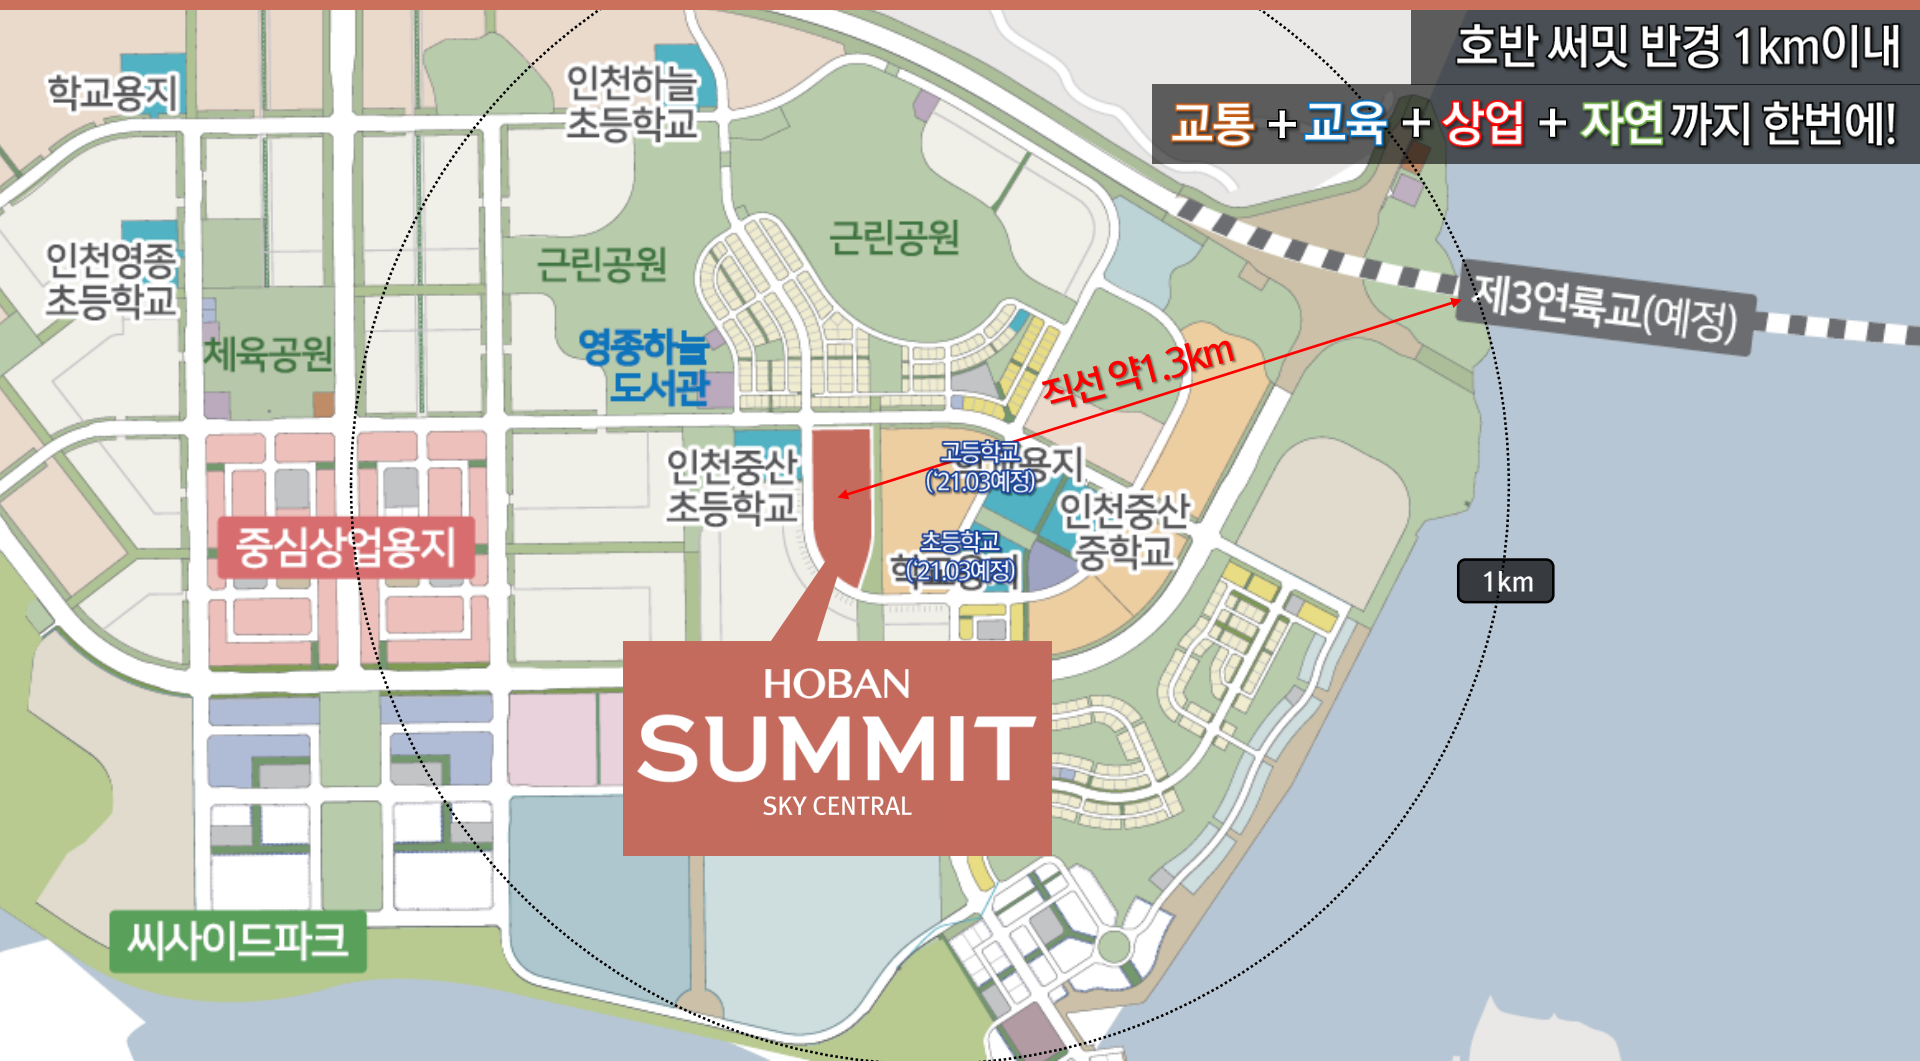 호반 써밋 반경 1km이내
교통 + 교육 + 상업 + 자연까지 한번에!
학교용지
인천하늘
초등학교
인천영종
초등학교
근린공원
근린공원
체육공원
영종하늘
도서관
제3연륙교(예정)
직선 약1.3km
인천중산
초등학교
고등학교
('21.03예정)
용지
인천중산
중학교
초등학교
('21.03예정)
중심상업용지
1km
HOBAN
SUMMIT
SKY CENTRAL
씨사이드파크